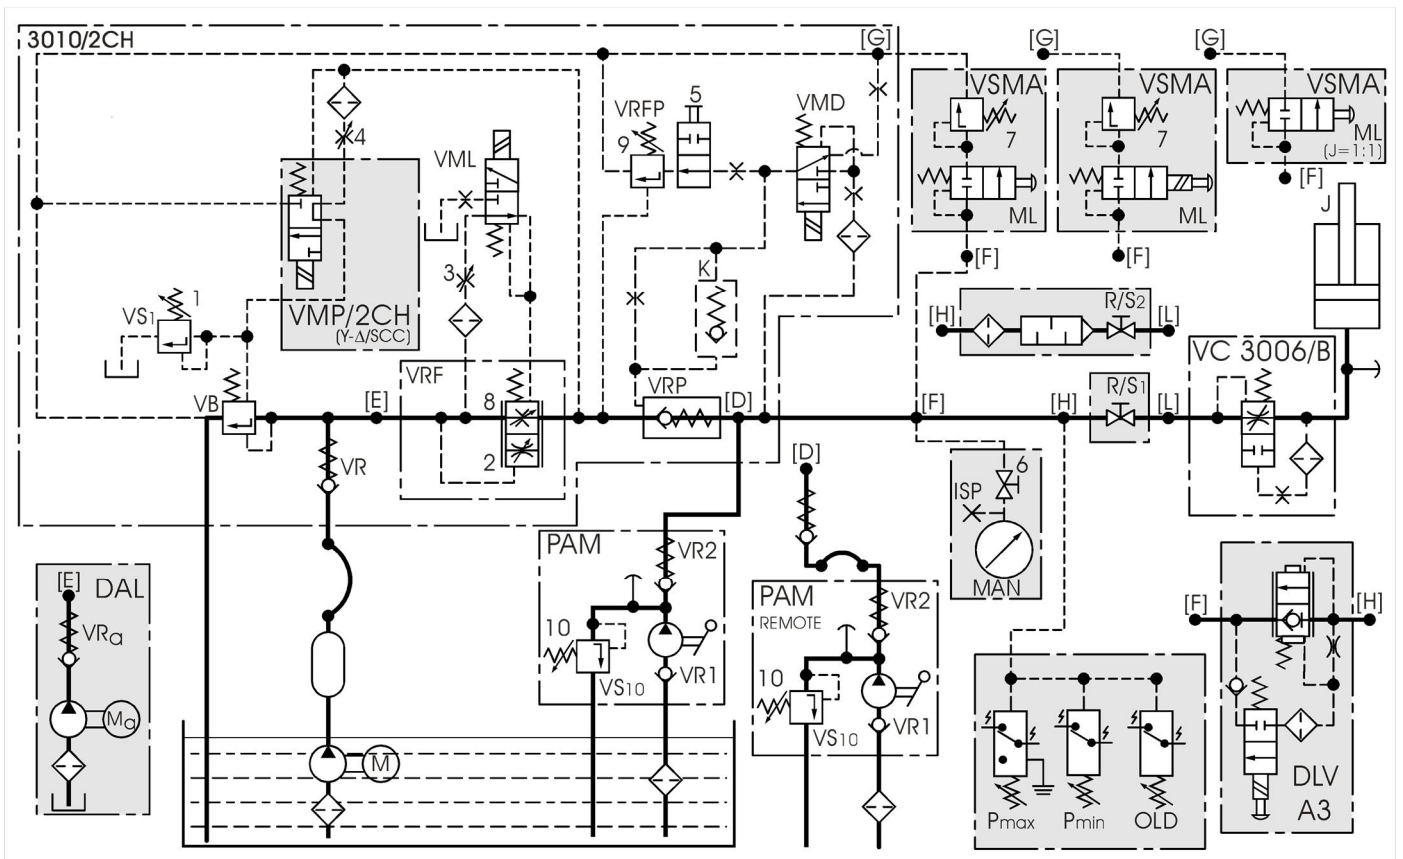 3010/2CH
[G]
[G]
[G]
VSMA
VSMA
VSMA
5
VRFP
VMD
9
4
7
7
ML
(J=1:1)
VML
[F]
ML
ML
J
[F]
[F]
3
K
1
VS1
VMP/2CH
(Y-Δ/SCC)
R/S2
[H]
[L]
VC 3006/B
VRF
VRP
R/S1
VB
[E]
8
[D]
[F]
[H]
[L]
2
VR
[D]
6
ISP
MAN
PAM
VR2
[E]
DAL
VRa
PAM
REMOTE
VR2
[F]
[H]
10
VS10
VR1
10
VS10
VR1
Ma
M
DLV
A3
Pmax
Pmin
OLD